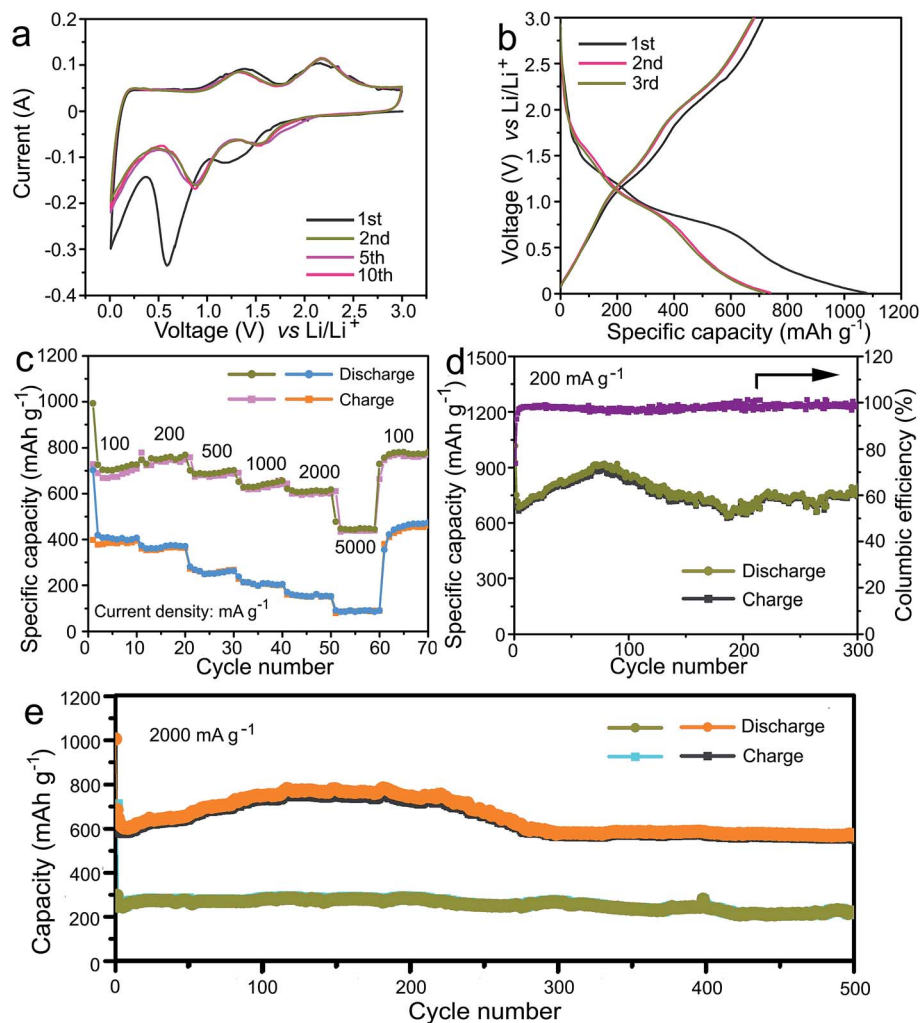 a
0.2
0.1
0
-0.1
-0.2
-0.3
-0.4
Current (A)
1st
2nd
5th
10th
0.0 0.5 1.0 1.5 2.0 2.5 3.0
Voltage (V) vs Li/Li+
b
3.0
2.5
2.0
1.5
1.0
0.5
0
Voltage (V) vs Li/Li+
1st
2nd
3rd
0 200 400 600 800 1000 1200
Specific capacity (mAh g-1)
c
1200
1000
800
600
400
200
0
Specific capacity (mAh g-1)
Discharge
Charge
100
200
500
1000
2000
5000
100
Current density: mA g-1
0 10 20 30 40 50 60 70
Cycle number
d
1500
1200
900
600
300
0
Specific capacity (mAh g-1)
200 mA g-1
Discharge
Charge
120
100
80
60
40
20
0
Columbic efficiency (%)
0 100 200 300
Cycle number
e
1200
1000
800
600
400
200
0
Capacity (mAh g-1)
2000 mA g-1
Discharge
Charge
0 100 200 300 400 500
Cycle number